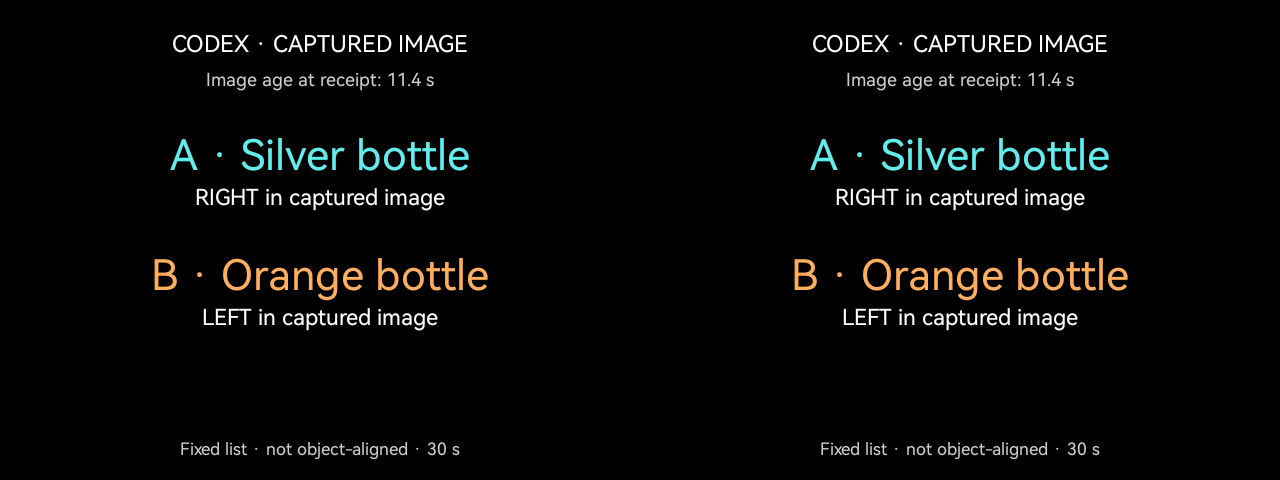 CODEX · CAPTURED IMAGE
Image age at receipt: 11.4 s
A · Silver bottle
RIGHT in captured image
B · Orange bottle
LEFT in captured image
Fixed list · not object-aligned · 30 s
CODEX · CAPTURED IMAGE
Image age at receipt: 11.4 s
A · Silver bottle
RIGHT in captured image
B · Orange bottle
LEFT in captured image
Fixed list · not object-aligned · 30 s